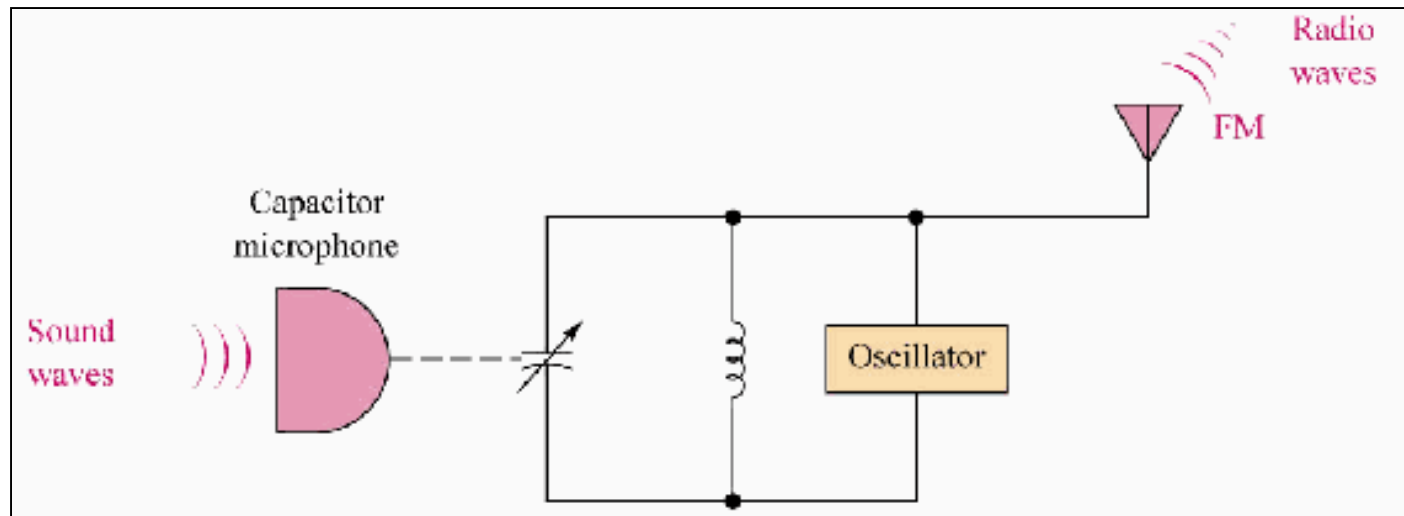 Radio
waves
FM
Capacitor
microphone
Sound
waves
Oscillator